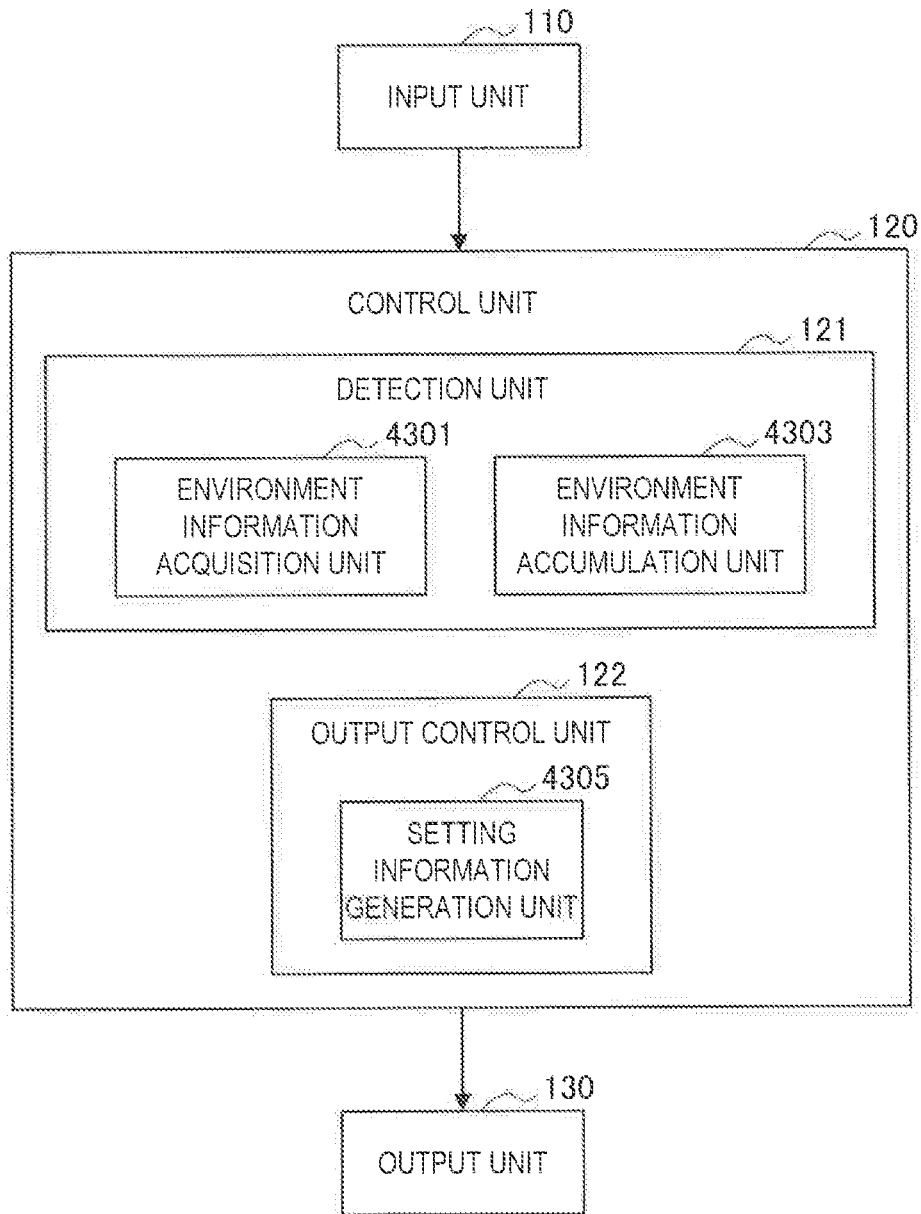 110
INPUT UNIT
120
CONTROL UNIT
121
DETECTION UNIT
4301
ENVIRONMENT
INFORMATION
ACQUISITION UNIT
4303
ENVIRONMENT
INFORMATION
ACCUMULATION UNIT
122
OUTPUT CONTROL UNIT
4305
SETTING
INFORMATION
GENERATION UNIT
130
OUTPUT UNIT